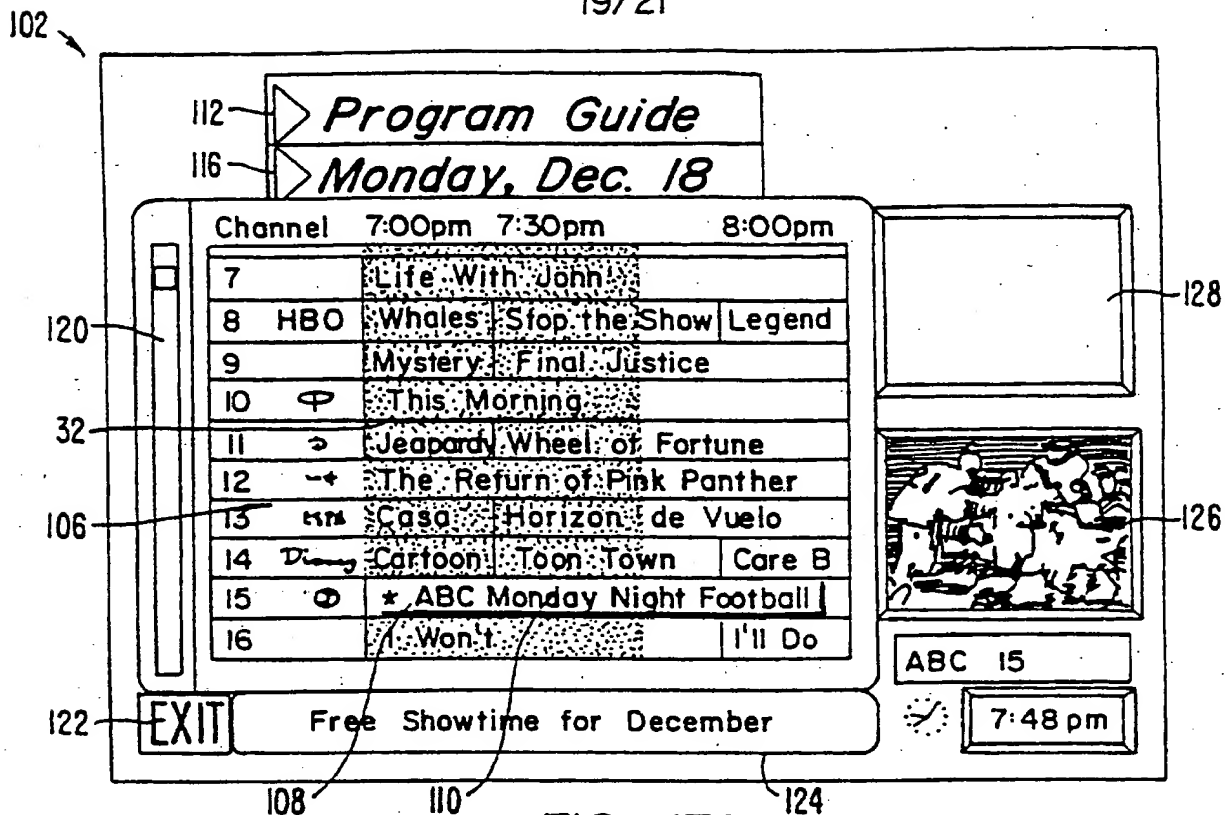 19/21
102
112 Program Guide
116 Monday, Dec. 18
Channel 7:00pm 7:30pm 8:00pm
7 Life With John
128
8 HBO Whales Stop the Show Legend
120
9 Mystery Final Justice
10 This Morning
32
11 Jeopardy Wheel of Fortune
12 The Return of Pink Panther
106
13 Casa Horizon de Vuelo
126
14 Disney Cartoon Toon Town Care B
15 * ABC Monday Night Football
16 I Won't I'll Do
ABC 15
122 EXIT Free Showtime for December
7:48 pm
108 110 124